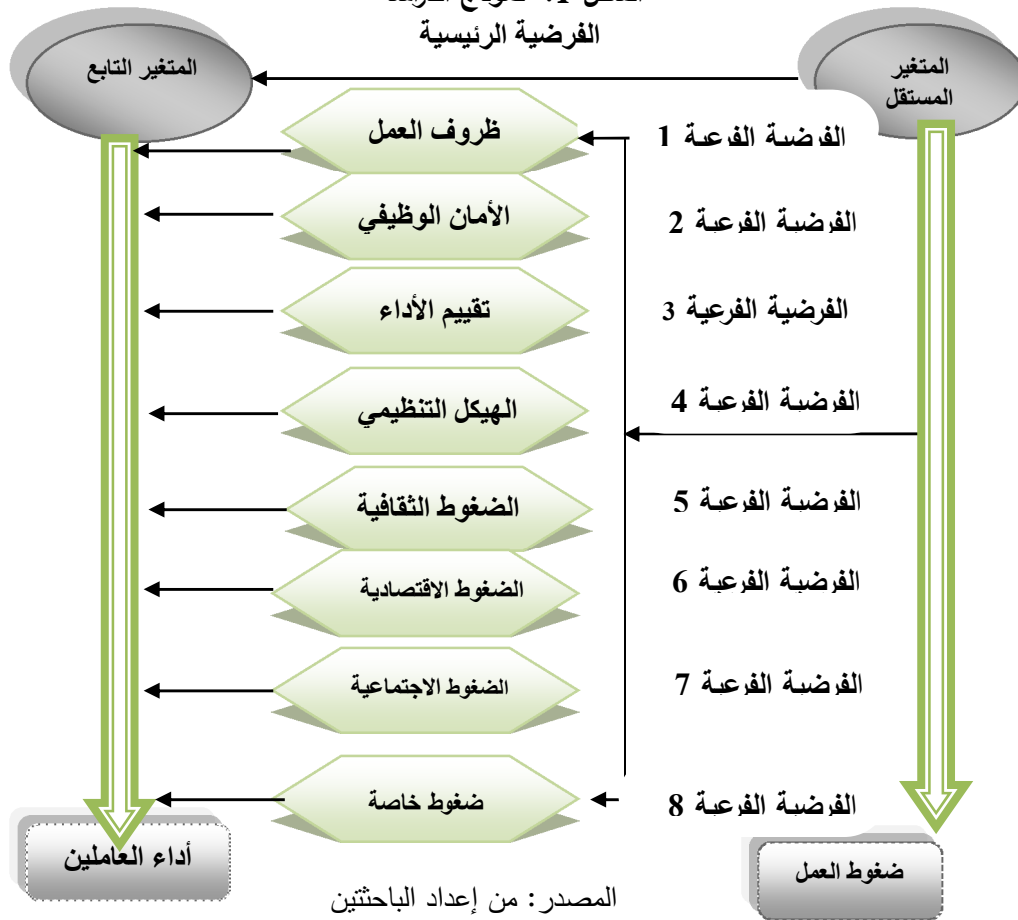 الفرضية الرئيسية
المتغير
المستقل
المتغير التابع
الفرضية الفرعية 1
ظروف العمل
الفرضية الفرعية 2
الأمان الوظيفي
الفرضية الفرعية 3
تقييم الأداء
الفرضية الفرعية 4
الهيكل التنظيمي
الفرضية الفرعية 5
الضغوط الثقافية
الفرضية الفرعية 6
الضغوط الاقتصادية
الفرضية الفرعية 7
الضغوط الاجتماعية
الفرضية الفرعية 8
ضغوط خاصة
ضغوط العمل
أداء العاملين
المصدر: من إعداد الباحثتين